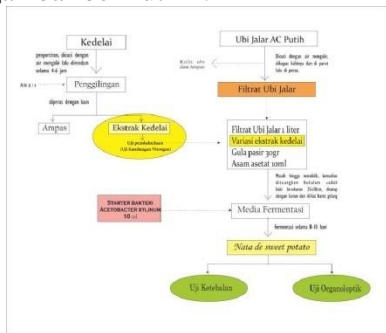 Kedelai
Ubi Jalar AC Putih
air mengalir lalu direndam
selama 4-6 jam
Dicuci dengan air mengalir,
dikupas kulitnya dan di parut
lalu di peras.
Penggilingan
Filtrat Ubi Jalar
diperas dengan kain
Ampas
Ekstrak Kedelai
Uji pendahuluan
(Uji Kandungan Nitrogen)
Filtrat Ubi Jalar 1 liter
Variasi ekstrak kedelai
Gula pasir 30gr
Asam asetat 10ml
STARTER BAKTERI
ACETOBACTER XYLINUM
10 ml
Media Fermentasi
fermentasi selama 8-10 hari
Nata de sweet potato
Uji Ketebalan
Uji Organoleptik